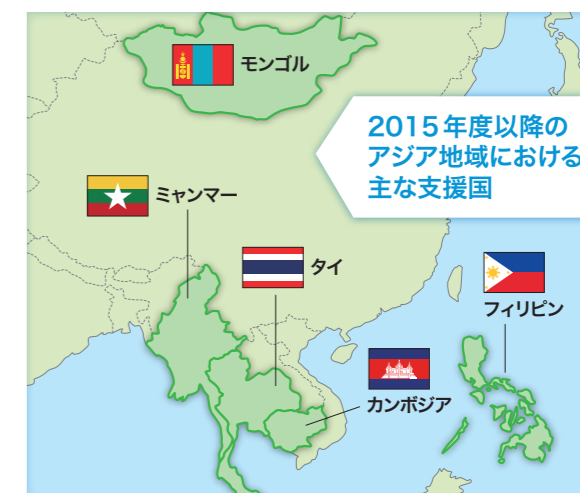 モンゴル
2015年度以降の
アジア地域における
主な支援国
ミャンマー
タイ
フィリピン
カンボジア